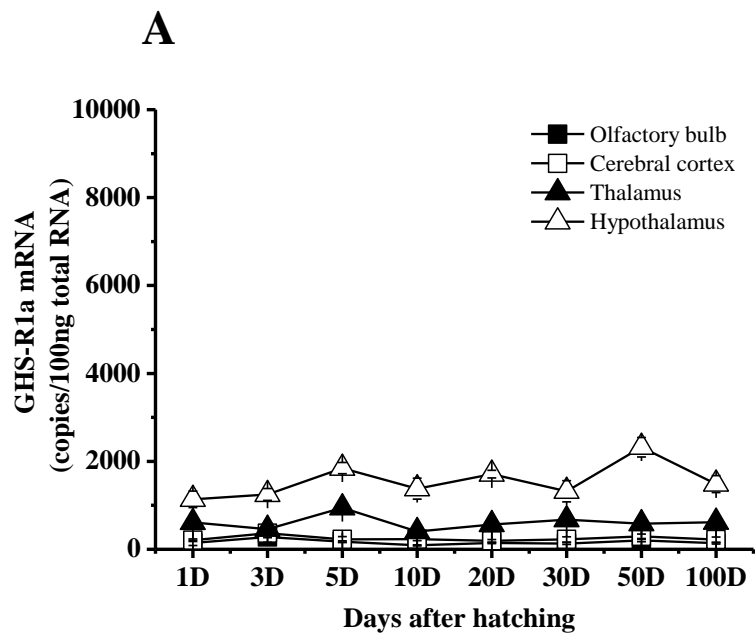 A
10000
8000
6000
4000
2000
0
GHS-R1a mRNA
(copies/100ng total RNA)
Olfactory bulb
Cerebral cortex
Thalamus
Hypothalamus
1D 3D 5D 10D 20D 30D 50D 100D
Days after hatching